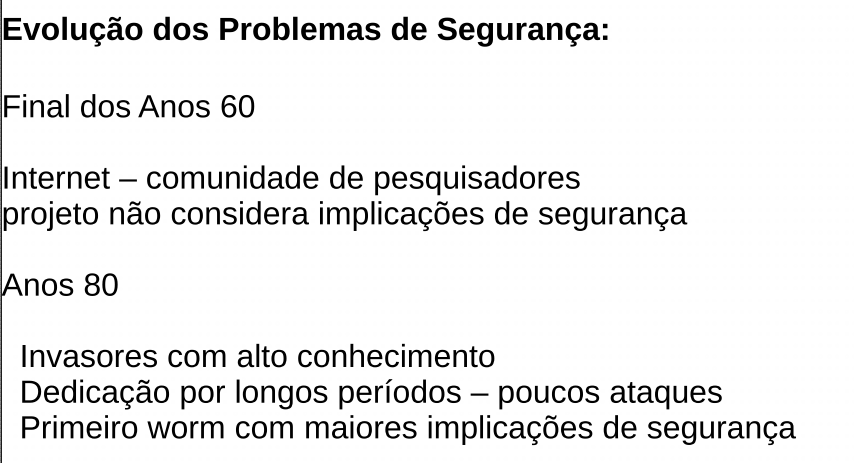 Evolução dos Problemas de Segurança:
Final dos Anos 60
Internet – comunidade de pesquisadores
projeto não considera implicações de segurança
Anos 80
Invasores com alto conhecimento
Dedicação por longos períodos – poucos ataques
Primeiro worm com maiores implicações de segurança